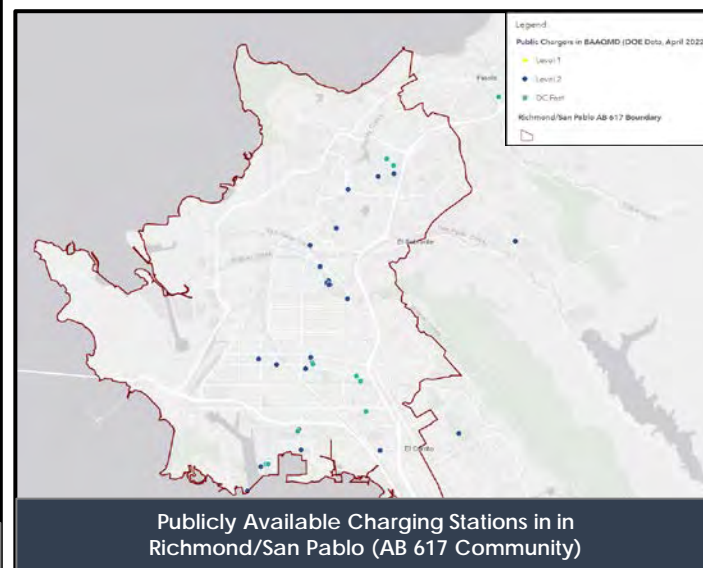 Legend
Public Chargers in BAAQMD (DOE Data, April 2022
Level 1
Level 2
DC Fast
Richmond/San Pablo AB 617 Boundary
El Sobrante
El Cerrito
Publicly Available Charging Stations in in
Richmond/San Pablo (AB 617 Community)